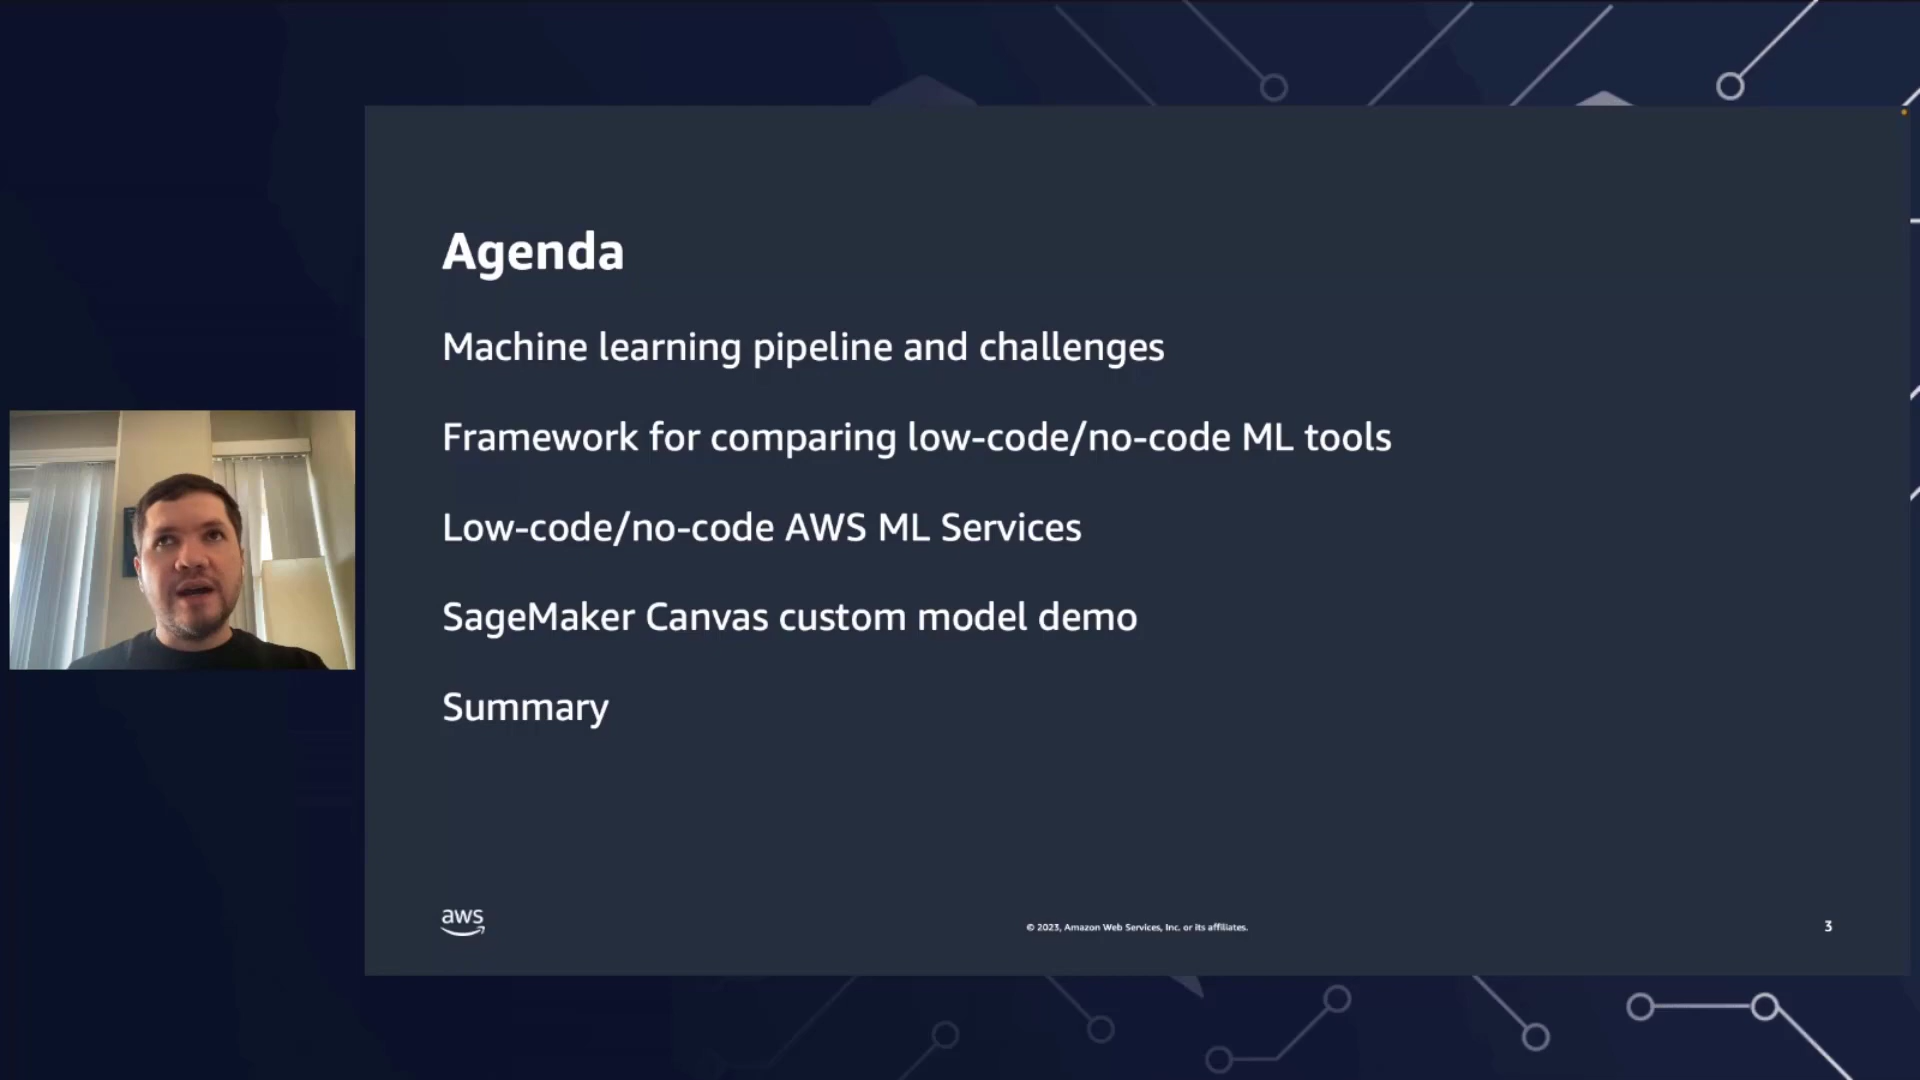 Agenda
Machine learning pipeline and challenges
Framework for comparing low-code/no-code ML tools
Low-code/no-code AWS ML Services
SageMaker Canvas custom model demo
Summary
aws
© 2023, Amazon Web Services, Inc. or its affiliates.
3